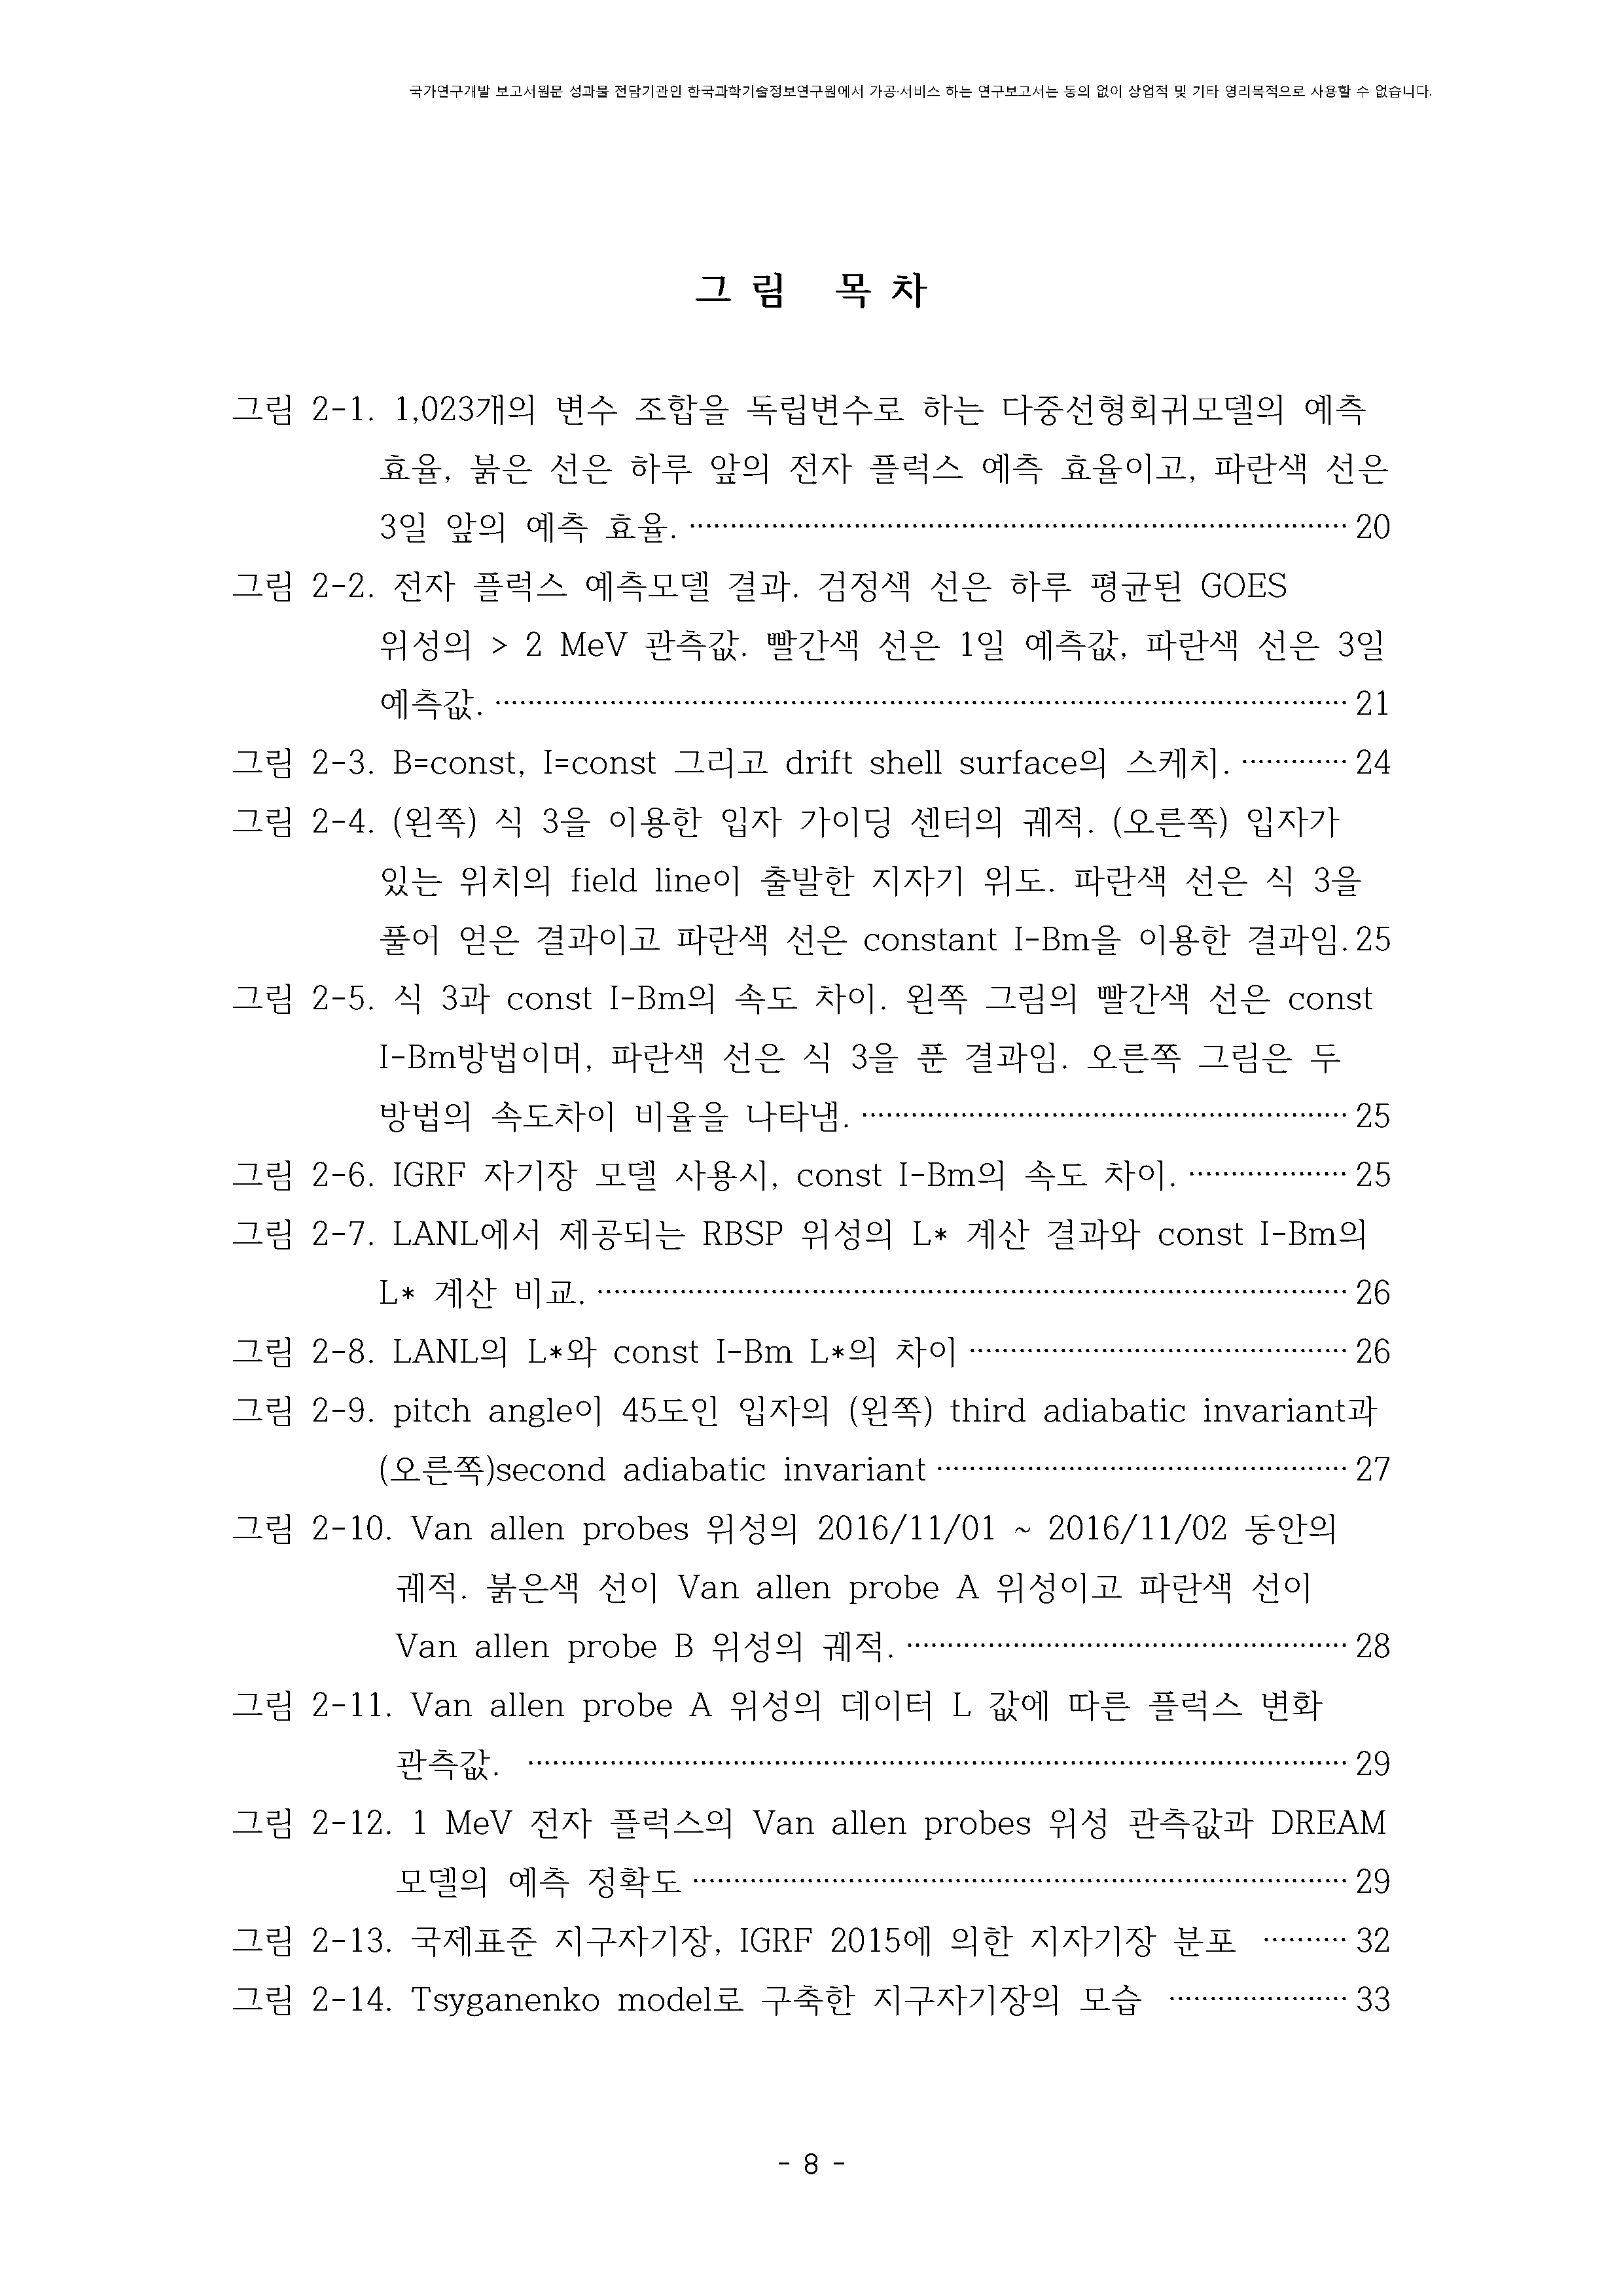 국가연구개발 보고서원문 성과물 전담기관인 한국과학기술정보연구원에서 가공·서비스 하는 연구보고서는 동의 없이 상업적 및 기타 영리목적으로 사용할 수 없습니다.
그림 목차
그림 2-1. 1,023개의 변수 조합을 독립변수로 하는 다중선형회귀모델의 예측
효율, 붉은 선은 하루 앞의 전자 플럭스 예측 효율이고, 파란색 선은
3일 앞의 예측 효율. ························ 20
그림 2-2. 전자 플럭스 예측모델 결과. 검정색 선은 하루 평균된 GOES
위성의 > 2 MeV 관측값. 빨간색 선은 1일 예측값, 파란색 선은 3일
예측값. ························ 21
그림 2-3. B=const, I=const 그리고 drift shell surface의 스케치. ············· 24
그림 2-4. (왼쪽) 식 3을 이용한 입자 가이딩 센터의 궤적. (오른쪽) 입자가
있는 위치의 field line이 출발한 지자기 위도. 파란색 선은 식 3을
풀어 얻은 결과이고 파란색 선은 constant I-Bm을 이용한 결과임. 25
그림 2-5. 식 3과 const I-Bm의 속도 차이. 왼쪽 그림의 빨간색 선은 const
I-Bm방법이며, 파란색 선은 식 3을 푼 결과임. 오른쪽 그림은 두
방법의 속도차이 비율을 나타냄. ························ 25
그림 2-6. IGRF 자기장 모델 사용시, const I-Bm의 속도 차이. ··················· 25
그림 2-7. LANL에서 제공되는 RBSP 위성의 L* 계산 결과와 const I-Bm의
L* 계산 비교. ························ 26
그림 2-8. LANL의 L*와 const I-Bm L*의 차이 ························ 26
그림 2-9. pitch angle이 45도인 입자의 (왼쪽) third adiabatic invariant과
(오른쪽)second adiabatic invariant ························ 27
그림 2-10. Van allen probes 위성의 2016/11/01 ~ 2016/11/02 동안의
궤적. 붉은색 선이 Van allen probe A 위성이고 파란색 선이
Van allen probe B 위성의 궤적. ························ 28
그림 2-11. Van allen probe A 위성의 데이터 L 값에 따른 플럭스 변화
관측값. ························ 29
그림 2-12. 1 MeV 전자 플럭스의 Van allen probes 위성 관측값과 DREAM
모델의 예측 정확도 ························ 29
그림 2-13. 국제표준 지구자기장, IGRF 2015에 의한 지자기장 분포 ·········· 32
그림 2-14. Tsyganenko model로 구축한 지구자기장의 모습 ····················· 33
- 8 -